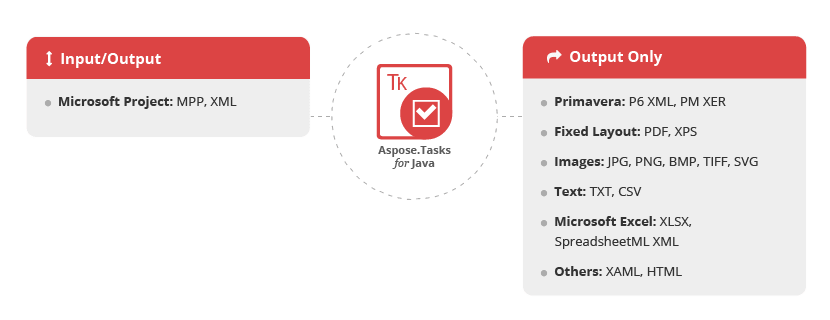 Input/Output
Microsoft Project: MPP, XML
TK
Aspose.Tasks
for Java
Output Only
Primavera: P6 XML, PM XER
Fixed Layout: PDF, XPS
Images: JPG, PNG, BMP, TIFF, SVG
Text: TXT, CSV
Microsoft Excel: XLSX,
SpreadsheetML XML
Others: XAML, HTML